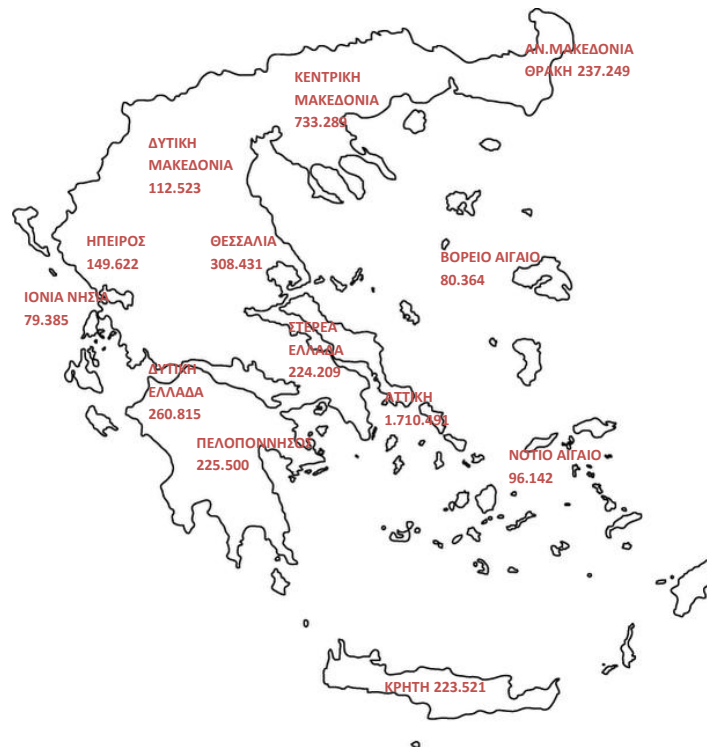 ΑΝ.ΜΑΚΕΔΟΝΙΑ
ΘΡΑΚΗ 237.249
ΚΕΝΤΡΙΚΗ
ΜΑΚΕΔΟΝΙΑ
733.289
ΔΥΤΙΚΗ
ΜΑΚΕΔΟΝΙΑ
112.523
ΗΠΕΙΡΟΣ
149.622
ΘΕΣΣΑΛΙΑ
308.431
ΒΟΡΕΙΟ ΑΙΓΑΙΟ
80.364
ΙΟΝΙΑ ΝΗΣΙΑ
79.385
ΣΤΕΡΕΑ
ΕΛΛΑΔΑ
224.209
ΔΥΤΙΚΗ
ΕΛΛΑΔΑ
260.815
ΑΤΤΙΚΗ
1.710.491
ΠΕΛΟΠΟΝΝΗΣΟΣ
225.500
ΝΟΤΙΟ ΑΙΓΑΙΟ
96.142
ΚΡΗΤΗ 223.521